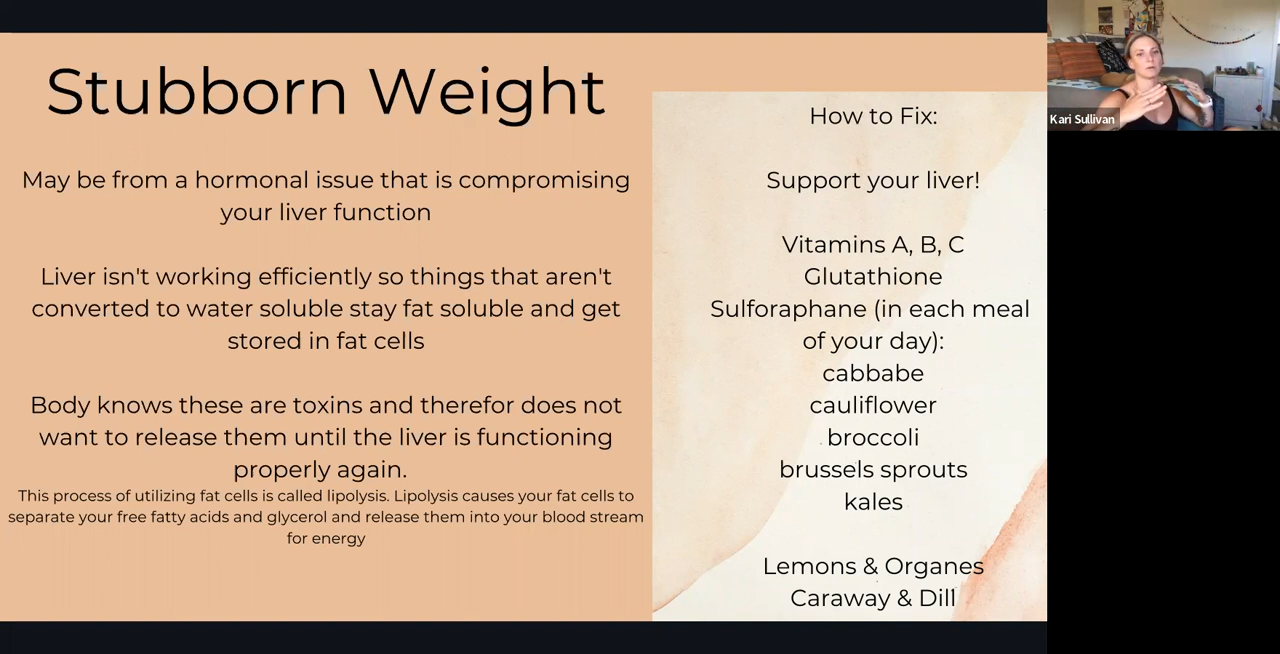 Stubborn Weight
May be from a hormonal issue that is compromising
your liver function
Liver isn't working efficiently so things that aren't
converted to water soluble stay fat soluble and get
stored in fat cells
Body knows these are toxins and therefor does not
want to release them until the liver is functioning
properly again.
This process of utilizing fat cells is called lipolysis. Lipolysis causes your fat cells to
separate your free fatty acids and glycerol and release them into your blood stream
for energy
How to Fix:
Support your liver!
Vitamins A, B, C
Glutathione
Sulforaphane (in each meal
of your day):
cabbabe
cauliflower
broccoli
brussels sprouts
kales
Lemons & Organes
Caraway & Dill
Kari Sullivan